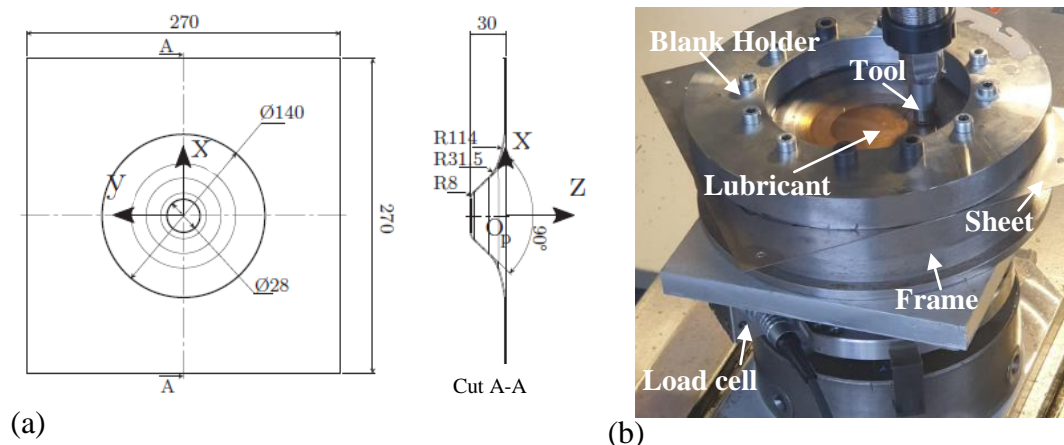 270
A
Ø140
X
y
270
Ø28
A
30
R114
R31.5
R8
X
Z
O_p
90°
Cut A-A
(a)
Blank Holder
Tool
Lubricant
Sheet
Frame
Load cell
(b)